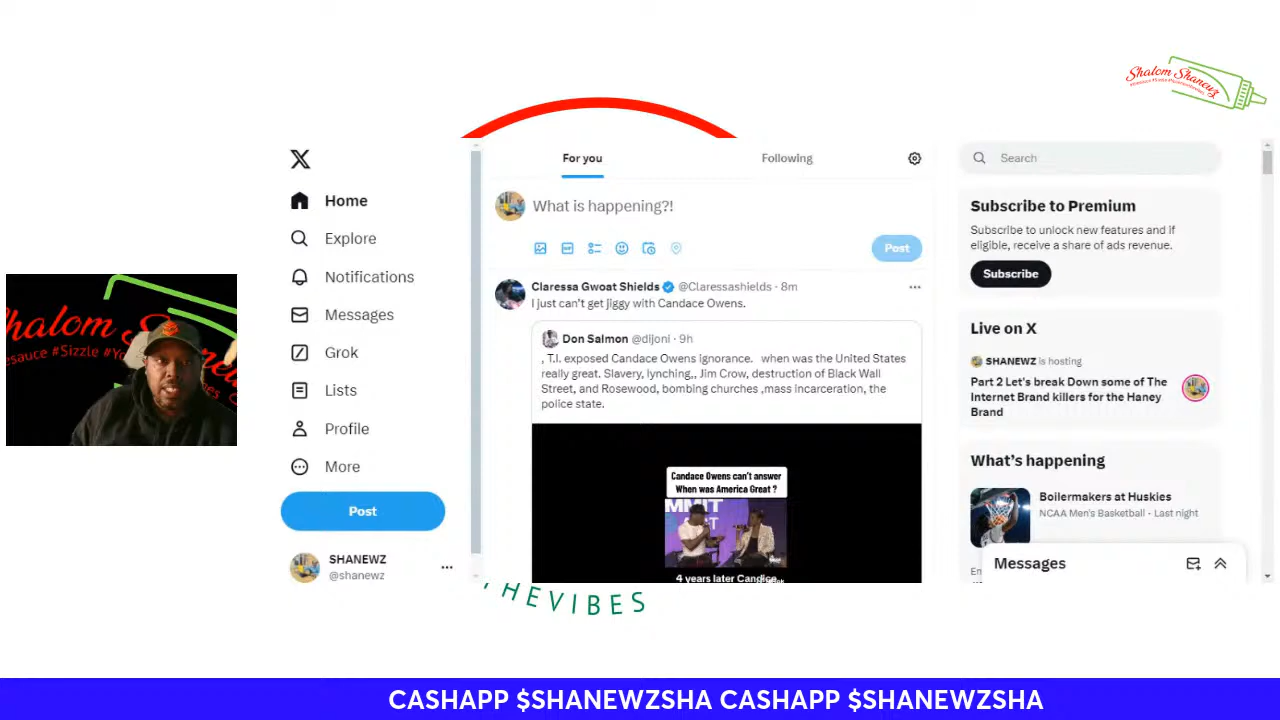 Shalom Shanewz
X
Home
Explore
Notifications
Messages
Grok
Lists
Profile
More
Post
SHANEWZ
@shanewz
For you
Following
What is happening?!
Post
Claressa Gwoat Shields @Claressashields · 8m
I just can't get jiggy with Candace Owens.
Don Salmon @dijoni · 9h
, T.I. exposed Candace Owens ignorance. when was the United States
really great. Slavery, lynching,, Jim Crow, destruction of Black Wall
Street, and Rosewood, bombing churches ,mass incarceration, the
police state.
Candace Owens can't answer
When was America Great ?
MMIT
4 years later Candice
Search
Subscribe to Premium
Subscribe to unlock new features and if
eligible, receive a share of ads revenue.
Subscribe
Live on X
SHANEWZ is hosting
Part 2 Let's break Down some of The
Internet Brand killers for the Haney
Brand
What's happening
Boilermakers at Huskies
NCAA Men's Basketball · Last night
Messages
Shalom
esauce #Sizzle #Yo
HEVIBES
CASHAPP $SHANEWZSHA CASHAPP $SHANEWZSHA